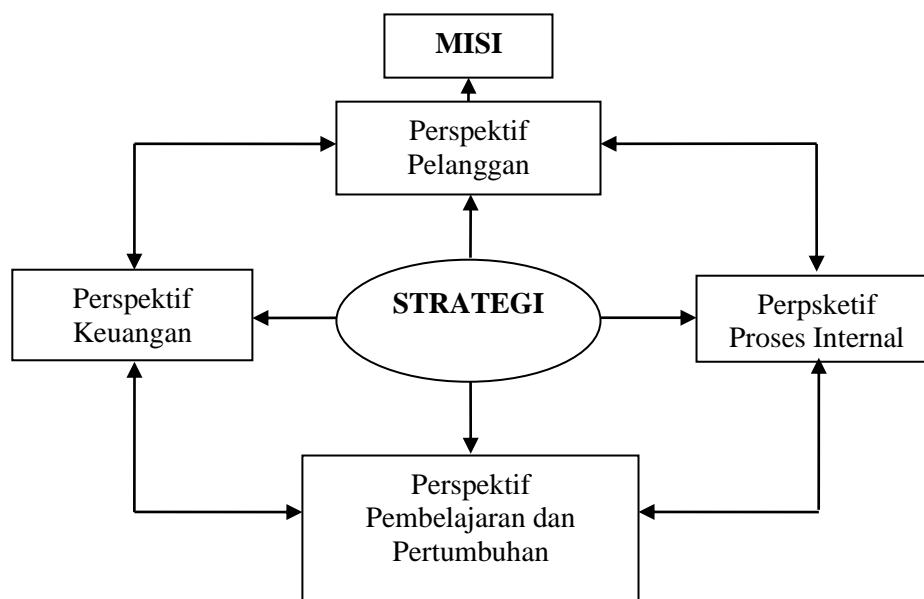 MISI
Perspektif
Pelanggan
Perspektif
Keuangan
STRATEGI
Perpsketif
Proses Internal
Perspektif
Pembelajaran dan
Pertumbuhan